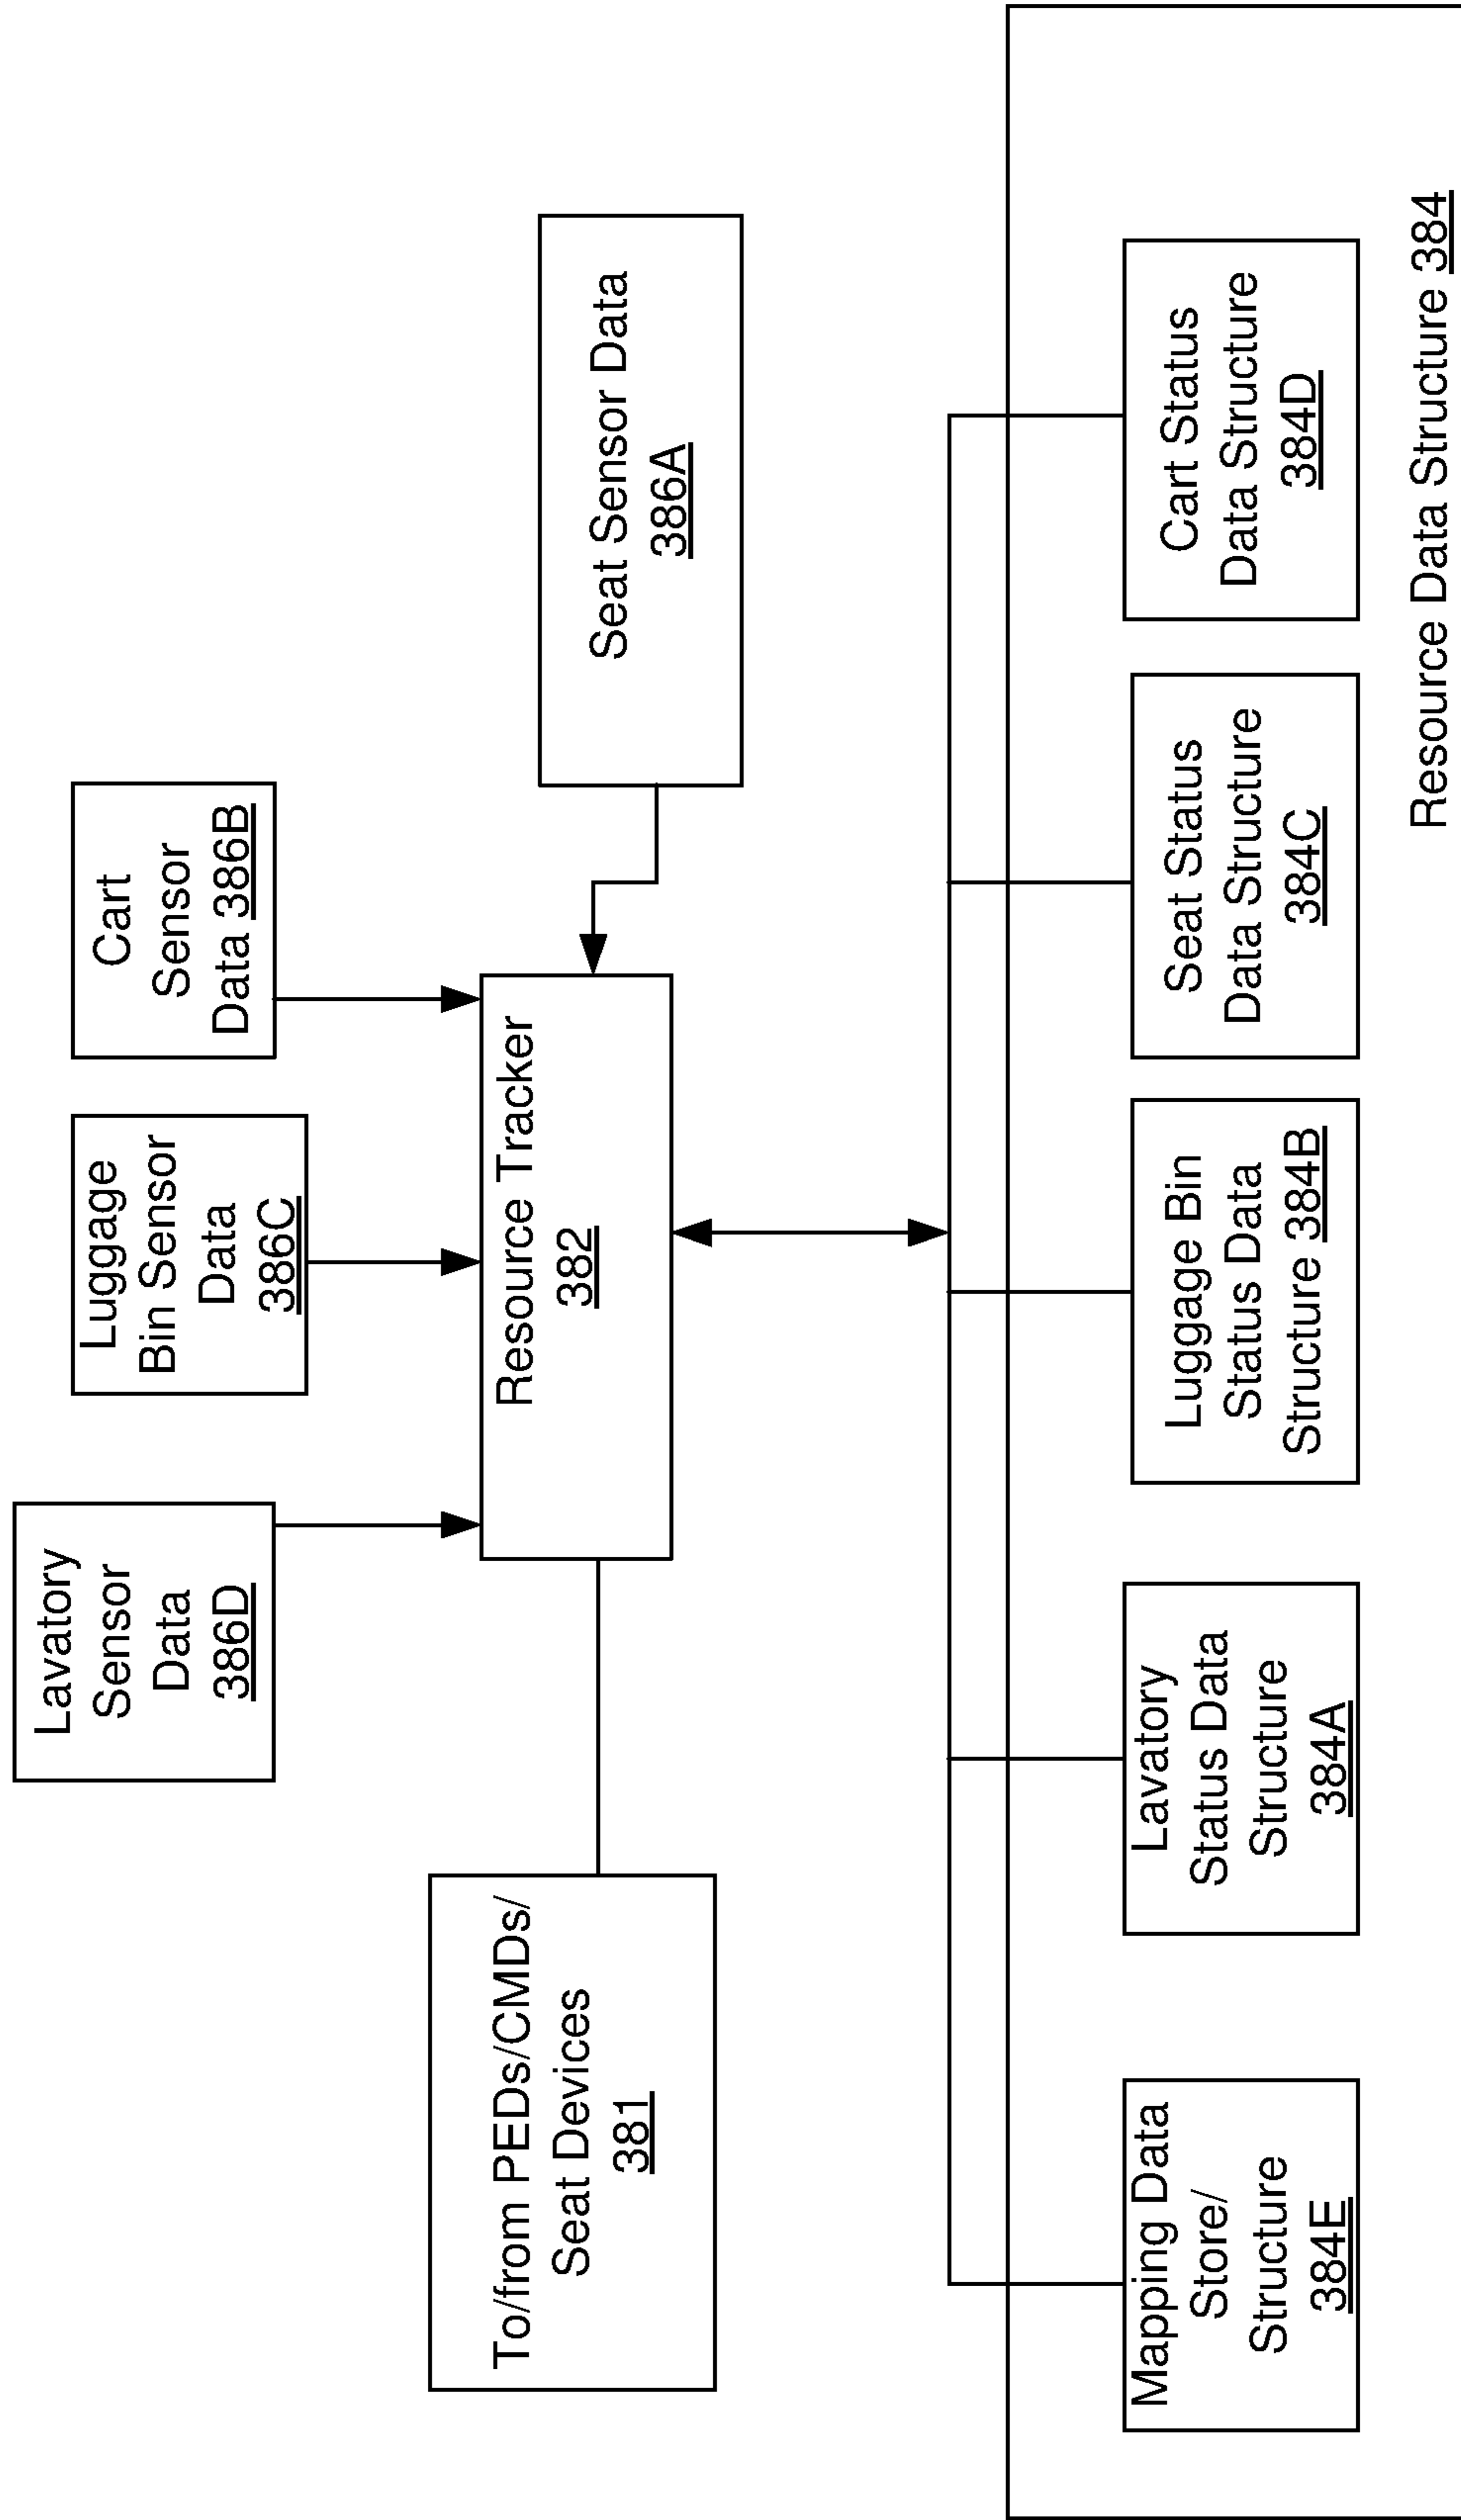 Lavatory
Sensor
Data
386D
Luggage
Bin Sensor
Data
386C
Cart
Sensor
Data 386B
To/from PEDs/CMDs/
Seat Devices
381
Resource Tracker
382
Seat Sensor Data
386A
Mapping Data
Store/
Structure
384E
Lavatory
Status Data
Structure
384A
Luggage Bin
Status Data
Structure 384B
Seat Status
Data Structure
384C
Cart Status
Data Structure
384D
Resource Data Structure 384